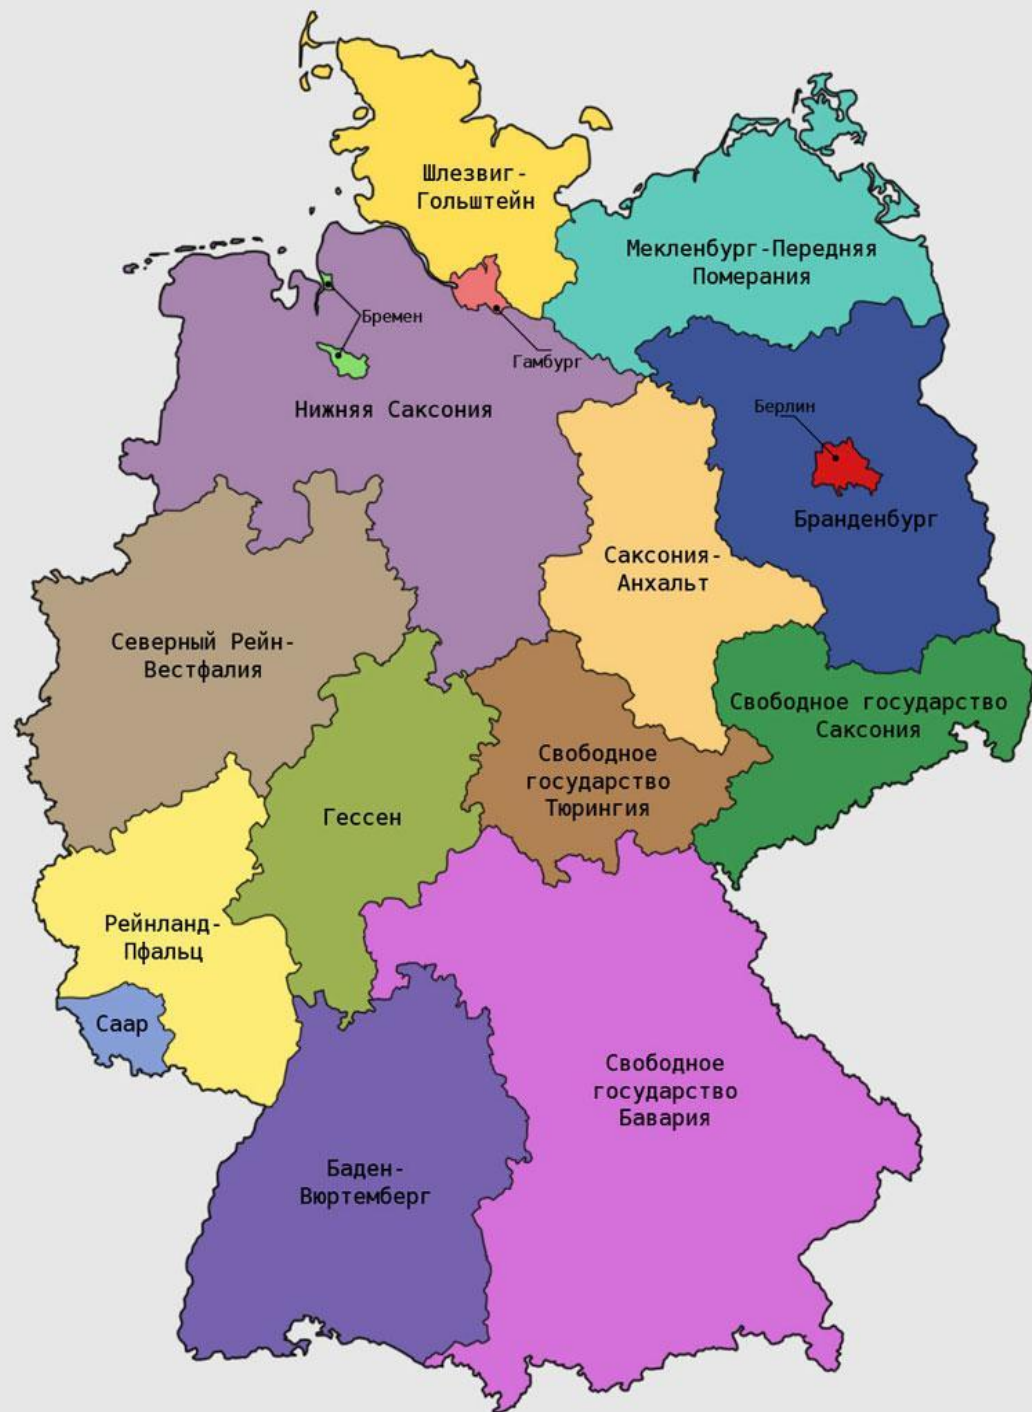 Шлезвиг-
Гольштейн
Мекленбург-Передняя
Померания
Бремен
Гамбург
Нижняя Саксония
Берлин
Бранденбург
Саксония-
Анхальт
Северный Рейн-
Вестфалия
Свободное государство
Саксония
Свободное
государство
Тюрингия
Гессен
Рейнланд-
Пфальц
Саар
Свободное
государство
Бавария
Баден-
Вюртемберг